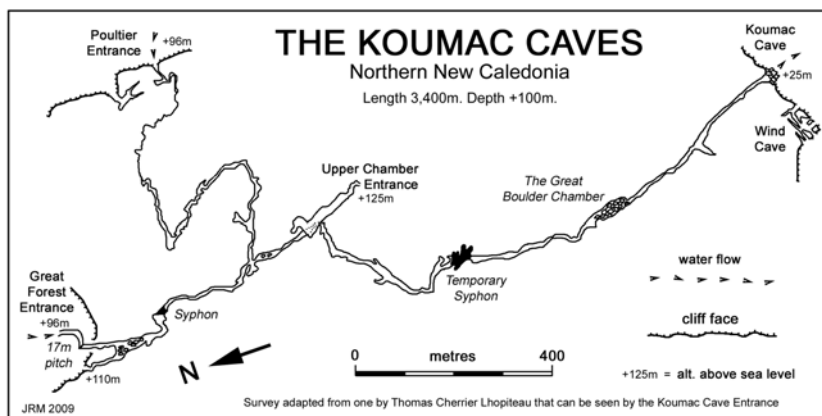 THE KOUMAC CAVES
Northern New Caledonia
Length 3,400m. Depth +100m.
Poultier
Entrance
+96m
Koumac
Cave
+25m
Wind
Cave
Upper Chamber
Entrance
+125m
The Great
Boulder Chamber
Temporary
Syphon
Syphon
Great
Forest
Entrance
+96m
17m
pitch
+110m
N
water flow
cliff face
+125m = alt. above sea level
0 metres 400
JRM 2009
Survey adapted from one by Thomas Cherrier Lhopiteau that can be seen by the Koumac Cave Entrance